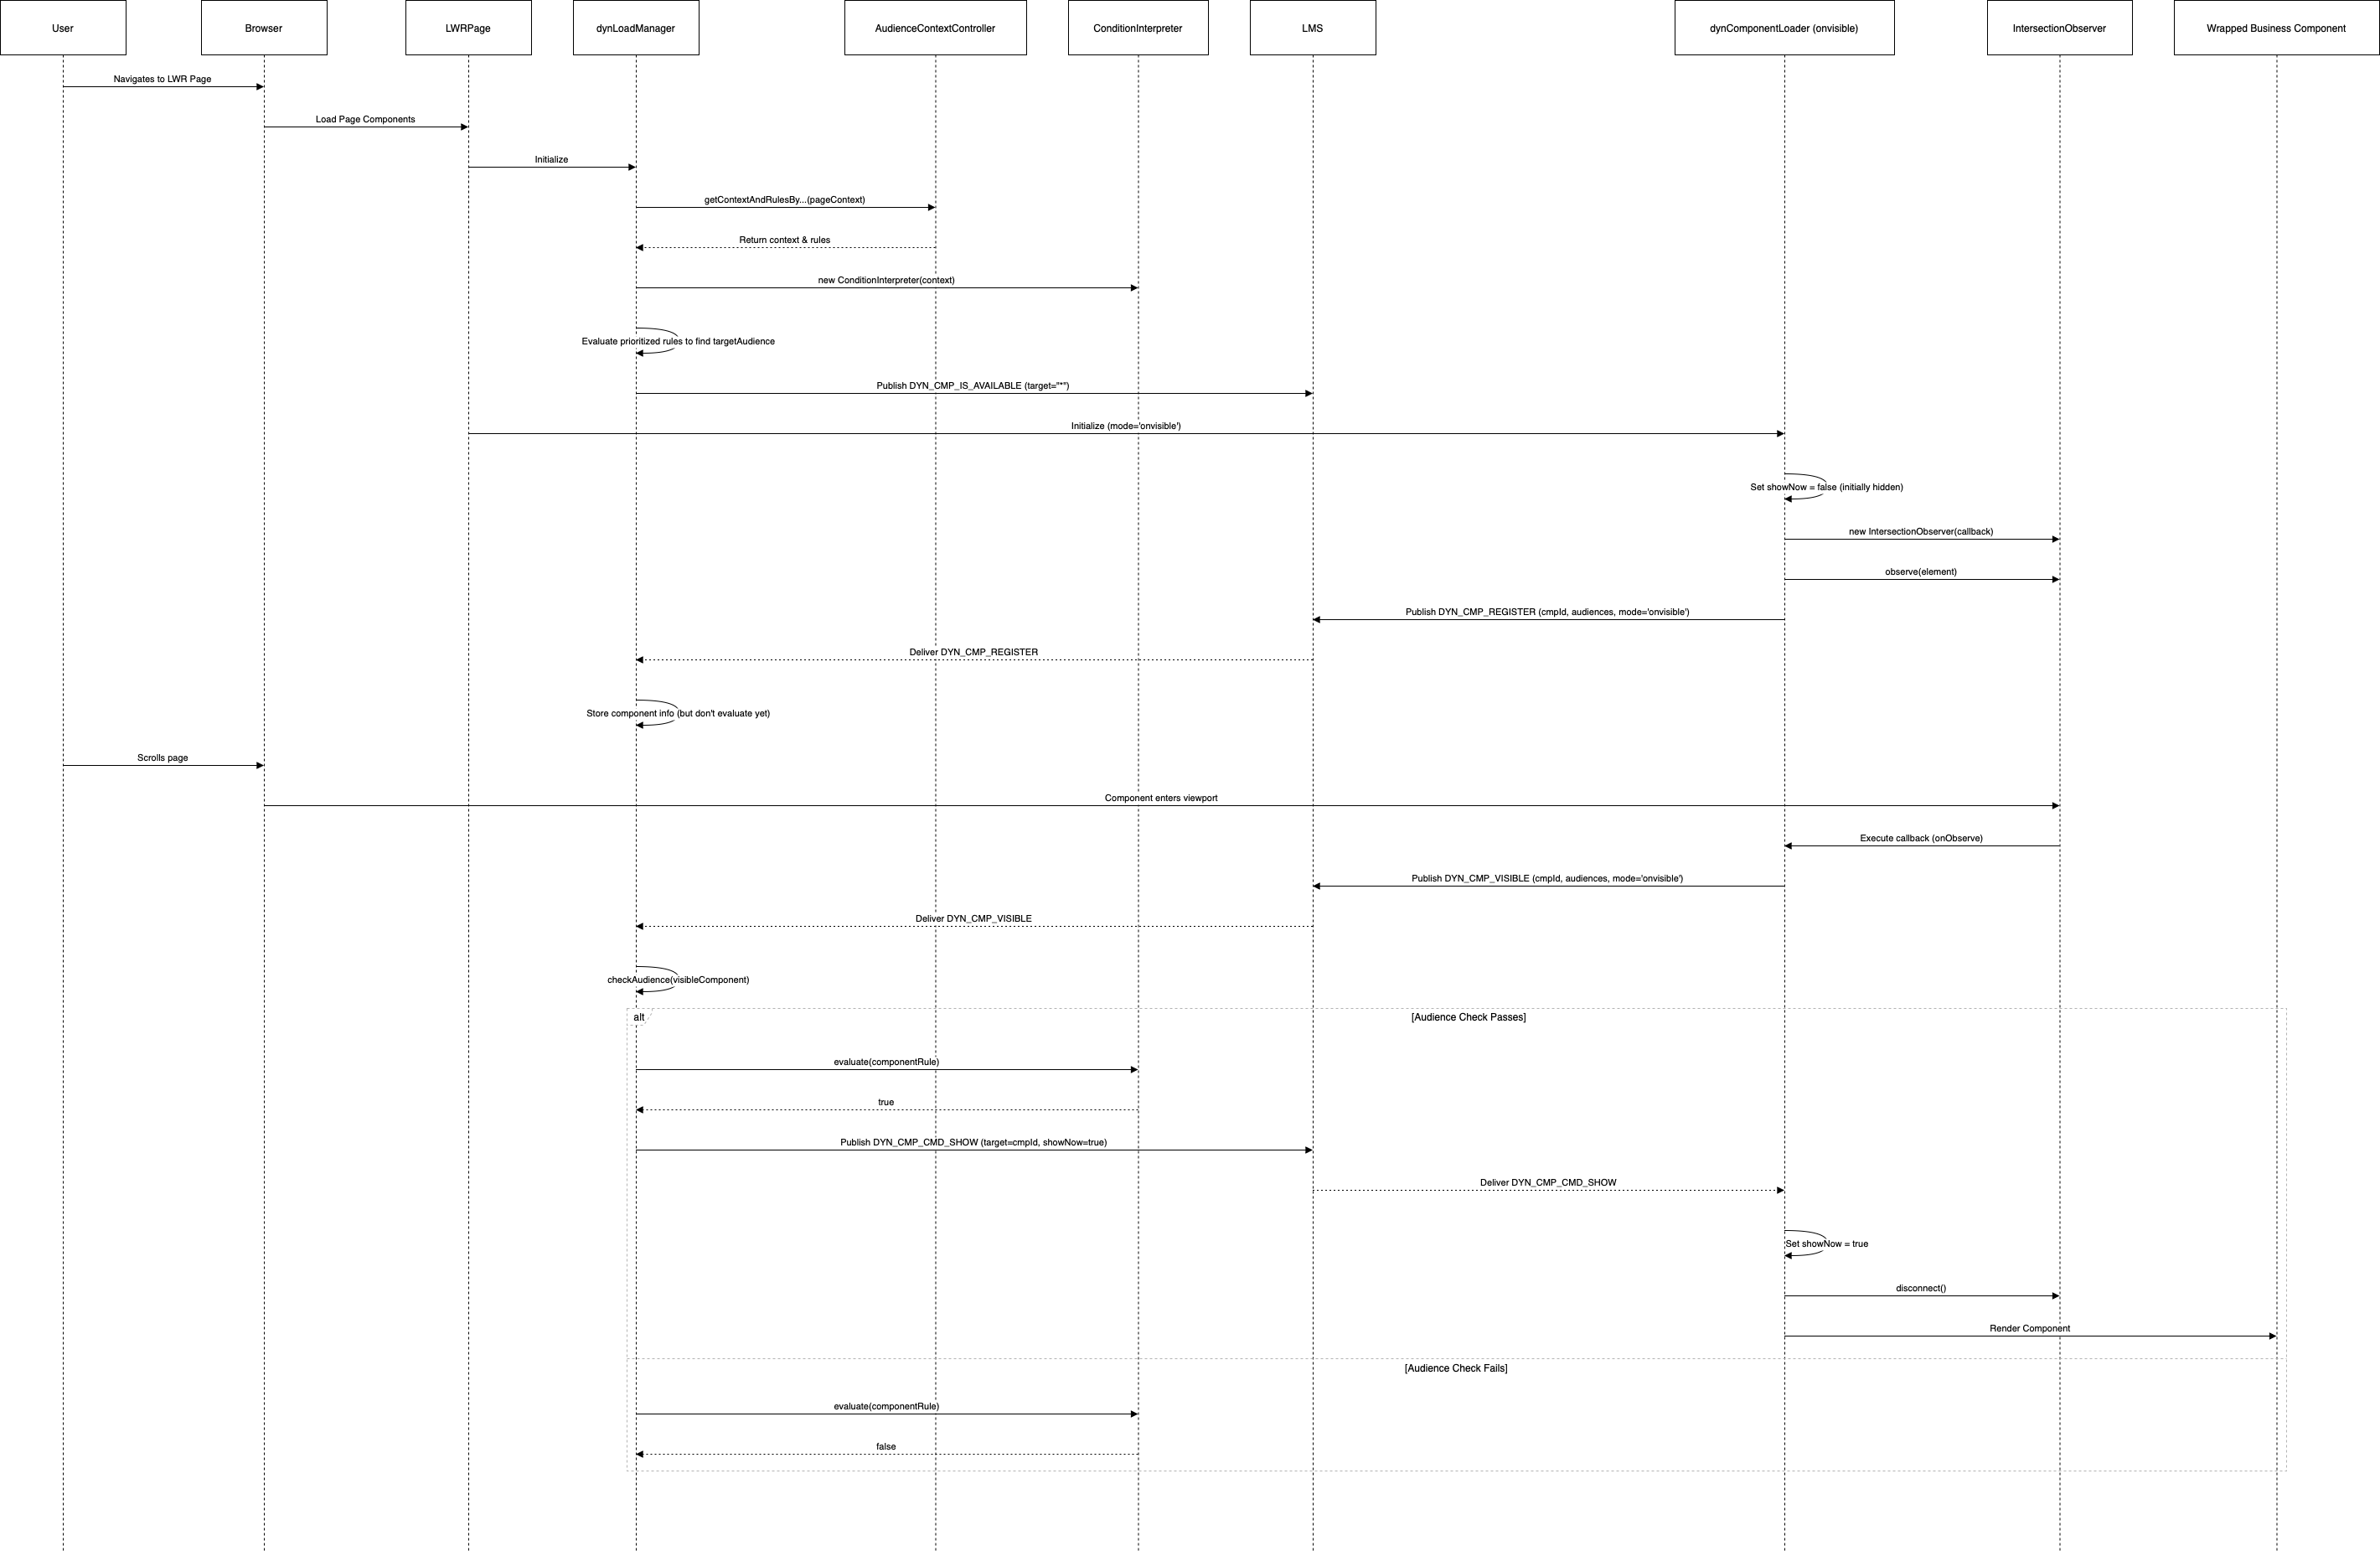 User
Browser
LWRPage
dynLoadManager
AudienceContextController
ConditionInterpreter
LMS
dynComponentLoader (onvisible)
IntersectionObserver
Wrapped Business Component
Navigates to LWR Page
Load Page Components
Initialize
getContextAndRulesBy...(pageContext)
Return context & rules
new ConditionInterpreter(context)
Evaluate prioritized rules to find targetAudience
Publish DYN_CMP_IS_AVAILABLE (target="*")
Initialize (mode='onvisible')
Set showNow = false (initially hidden)
new IntersectionObserver(callback)
observe(element)
Publish DYN_CMP_REGISTER (cmpId, audiences, mode='onvisible')
Deliver DYN_CMP_REGISTER
Store component info (but don't evaluate yet)
Scrolls page
Component enters viewport
Execute callback (onObserve)
Publish DYN_CMP_VISIBLE (cmpId, audiences, mode='onvisible')
Deliver DYN_CMP_VISIBLE
checkAudience(visibleComponent)
alt
[Audience Check Passes]
evaluate(componentRule)
true
Publish DYN_CMP_CMD_SHOW (target=cmpId, showNow=true)
Deliver DYN_CMP_CMD_SHOW
Set showNow = true
disconnect()
Render Component
[Audience Check Fails]
evaluate(componentRule)
false